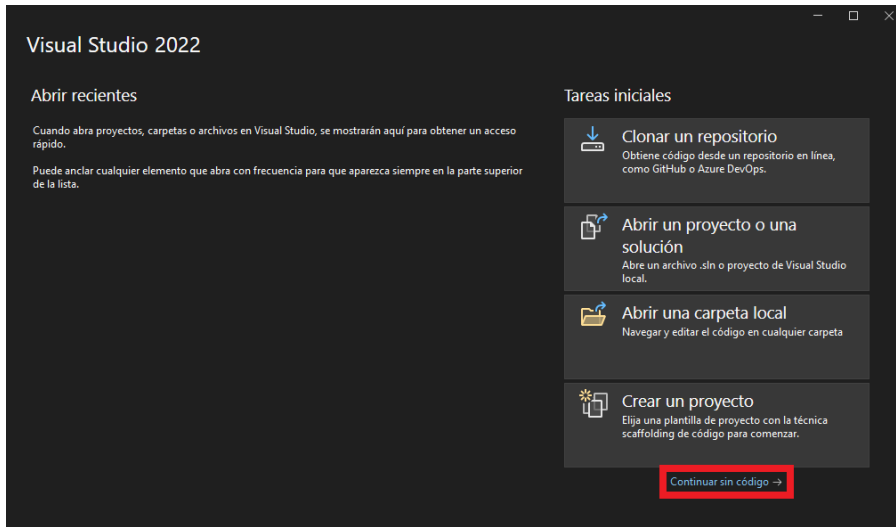 Visual Studio 2022
Abrir recientes
Cuando abra proyectos, carpetas o archivos en Visual Studio, se mostrarán aquí para obtener un acceso
rápido.
Puede anclar cualquier elemento que abra con frecuencia para que aparezca siempre en la parte superior
de la lista.
Tareas iniciales
Clonar un repositorio
Obtiene código desde un repositorio en línea,
como GitHub o Azure DevOps.
Abrir un proyecto o una
solución
Abre un archivo .sln o proyecto de Visual Studio
local.
Abrir una carpeta local
Navegar y editar el código en cualquier carpeta
Crear un proyecto
Elija una plantilla de proyecto con la técnica
scaffolding de código para comenzar.
Continuar sin código →